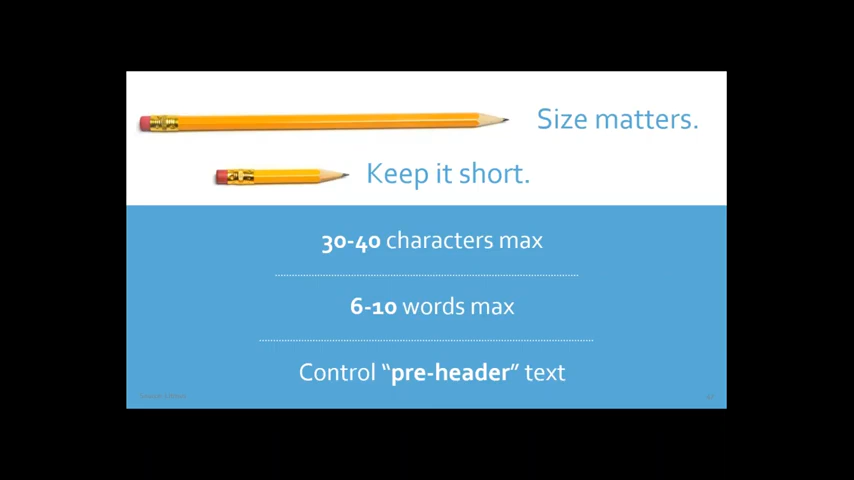 Size matters.
Keep it short.
30-40 characters max
6-10 words max
Control “pre-header” text